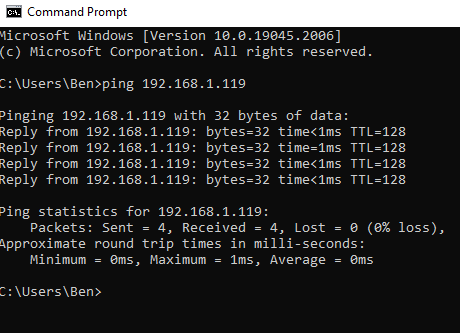 Command Prompt
Microsoft Windows [Version 10.0.19045.2006]
(c) Microsoft Corporation. All rights reserved.
C:\Users\Ben>ping 192.168.1.119
Pinging 192.168.1.119 with 32 bytes of data:
Reply from 192.168.1.119: bytes=32 time<1ms TTL=128
Reply from 192.168.1.119: bytes=32 time=1ms TTL=128
Reply from 192.168.1.119: bytes=32 time<1ms TTL=128
Reply from 192.168.1.119: bytes=32 time<1ms TTL=128
Ping statistics for 192.168.1.119:
Packets: Sent = 4, Received = 4, Lost = 0 (0% loss),
Approximate round trip times in milli-seconds:
Minimum = 0ms, Maximum = 1ms, Average = 0ms
C:\Users\Ben>